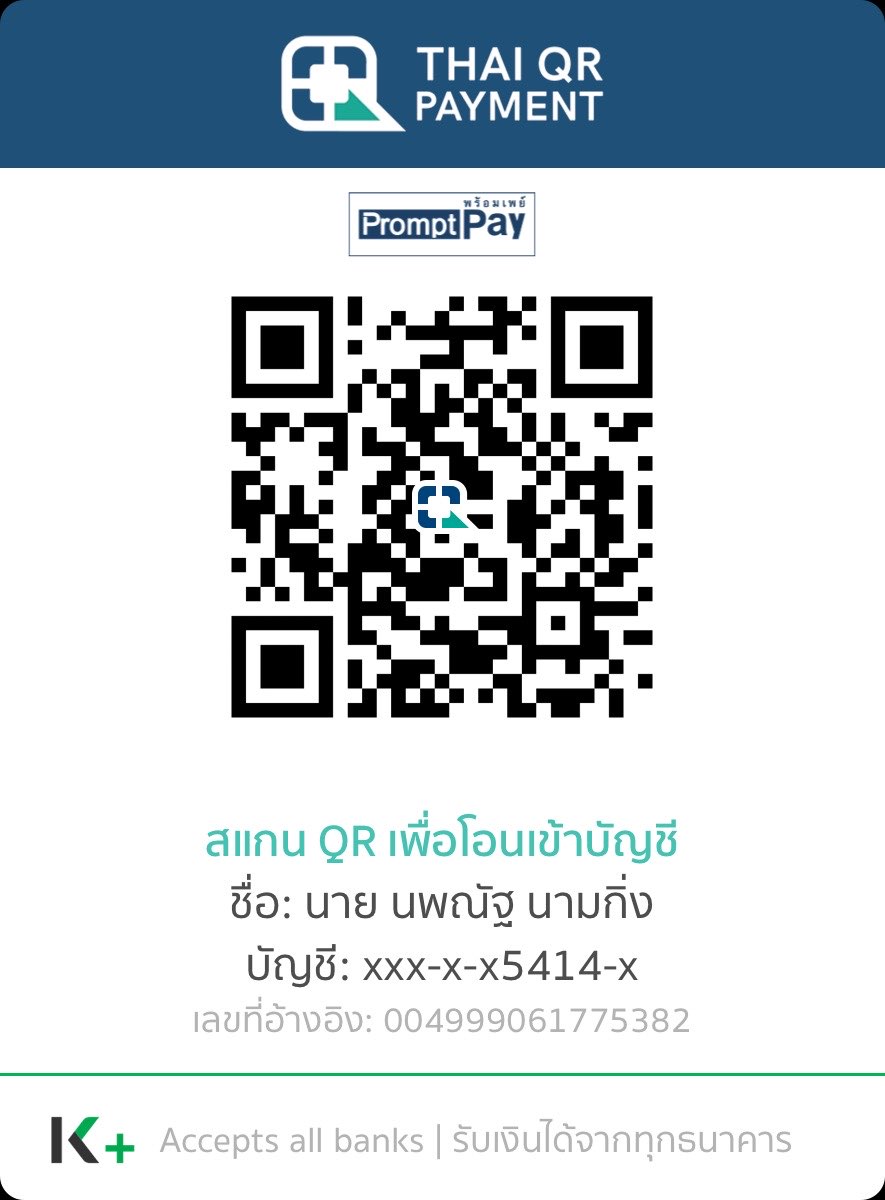 THAI QR
PAYMENT
พร้อมเพย์
PromptPay
สแกน QR เพื่อโอนเข้าบัญชี
ชื่อ: นาย นพณัฐ นามกิ่ง
บัญชี: xxx-x-x5414-x
เลขที่อ้างอิง: 004999061775382
K+ Accepts all banks | รับเงินได้จากทุกธนาคาร